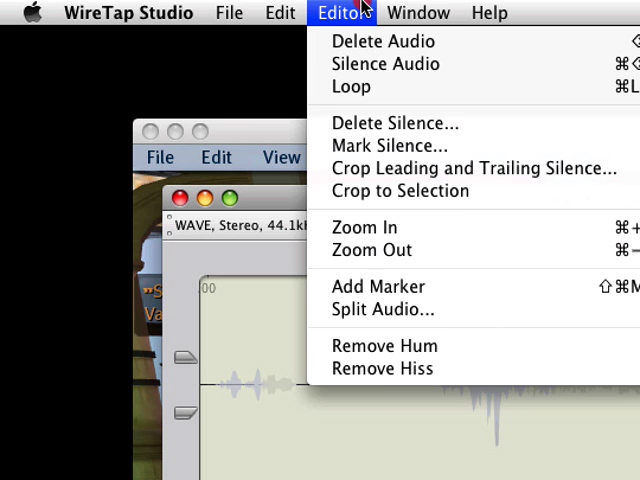 WireTap Studio File Edit Editor Window Help
Delete Audio
Silence Audio ⌘
Loop ⌘L
Delete Silence...
Mark Silence...
Crop Leading and Trailing Silence...
Crop to Selection
Zoom In ⌘+
Zoom Out ⌘−
Add Marker ⇧⌘M
Split Audio...
Remove Hum
Remove Hiss
File Edit View
WAVE, Stereo, 44.1k
:00
"S
Va